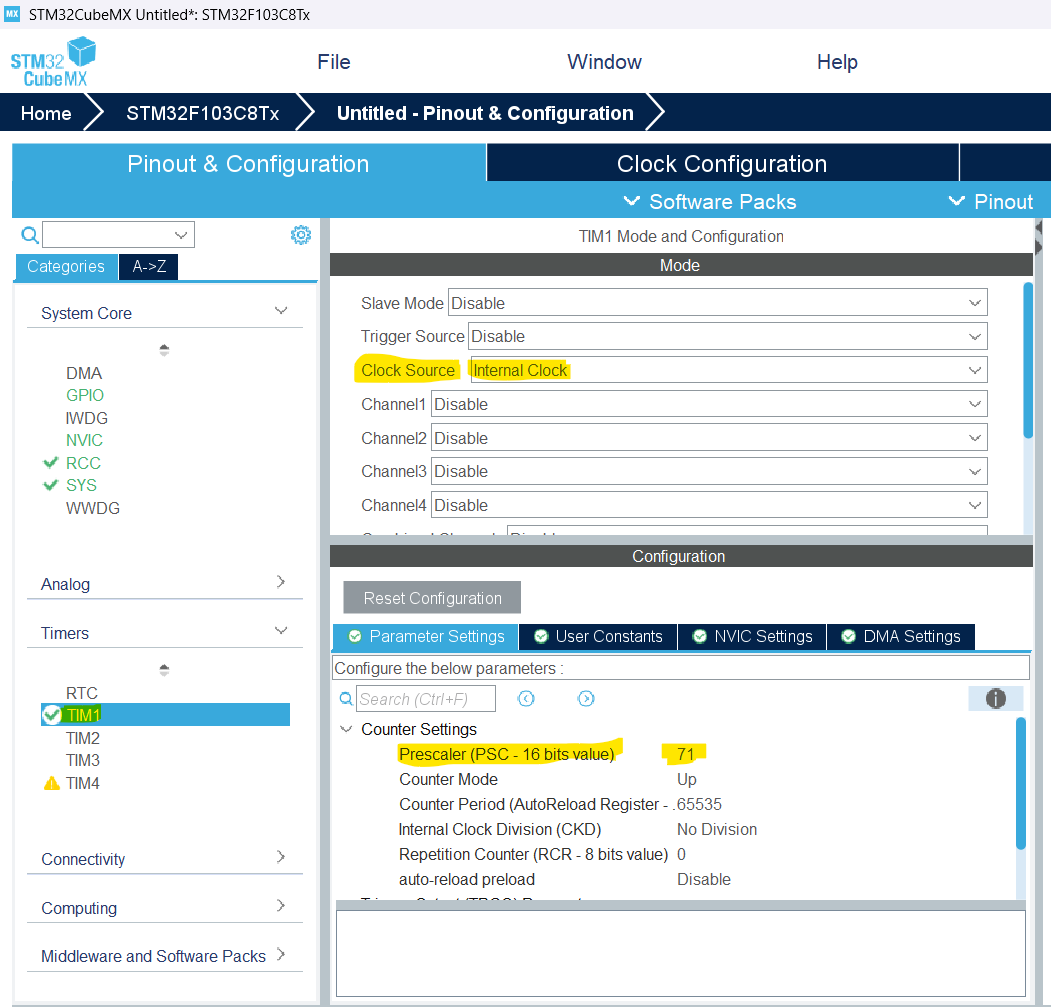 MX STM32CubeMX Untitled*: STM32F103C8Tx
STM32
CubeMX
File Window Help
Home STM32F103C8Tx Untitled - Pinout & Configuration
Pinout & Configuration Clock Configuration
Software Packs Pinout
TIM1 Mode and Configuration
Categories A->Z
Mode
System Core
DMA
GPIO
IWDG
NVIC
RCC
SYS
WWDG
Analog
Timers
RTC
TIM1
TIM2
TIM3
TIM4
Connectivity
Computing
Middleware and Software Packs
Slave Mode Disable
Trigger Source Disable
Clock Source Internal Clock
Channel1 Disable
Channel2 Disable
Channel3 Disable
Channel4 Disable
Configuration
Reset Configuration
Parameter Settings User Constants NVIC Settings DMA Settings
Configure the below parameters :
Search (Ctrl+F)
Counter Settings
Prescaler (PSC - 16 bits value) 71
Counter Mode Up
Counter Period (AutoReload Register - . 65535
Internal Clock Division (CKD) No Division
Repetition Counter (RCR - 8 bits value) 0
auto-reload preload Disable